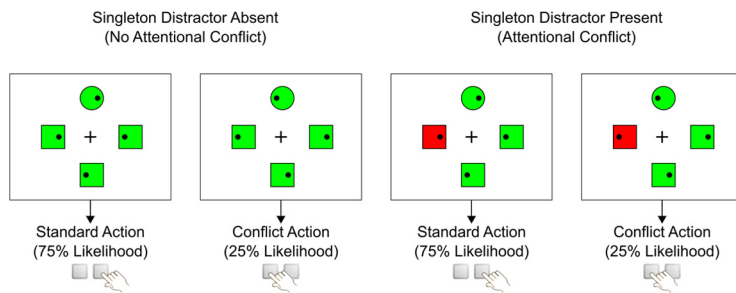 Singleton Distractor Absent
(No Attentional Conflict)
Singleton Distractor Present
(Attentional Conflict)
Standard Action
(75% Likelihood)
Conflict Action
(25% Likelihood)
Standard Action
(75% Likelihood)
Conflict Action
(25% Likelihood)